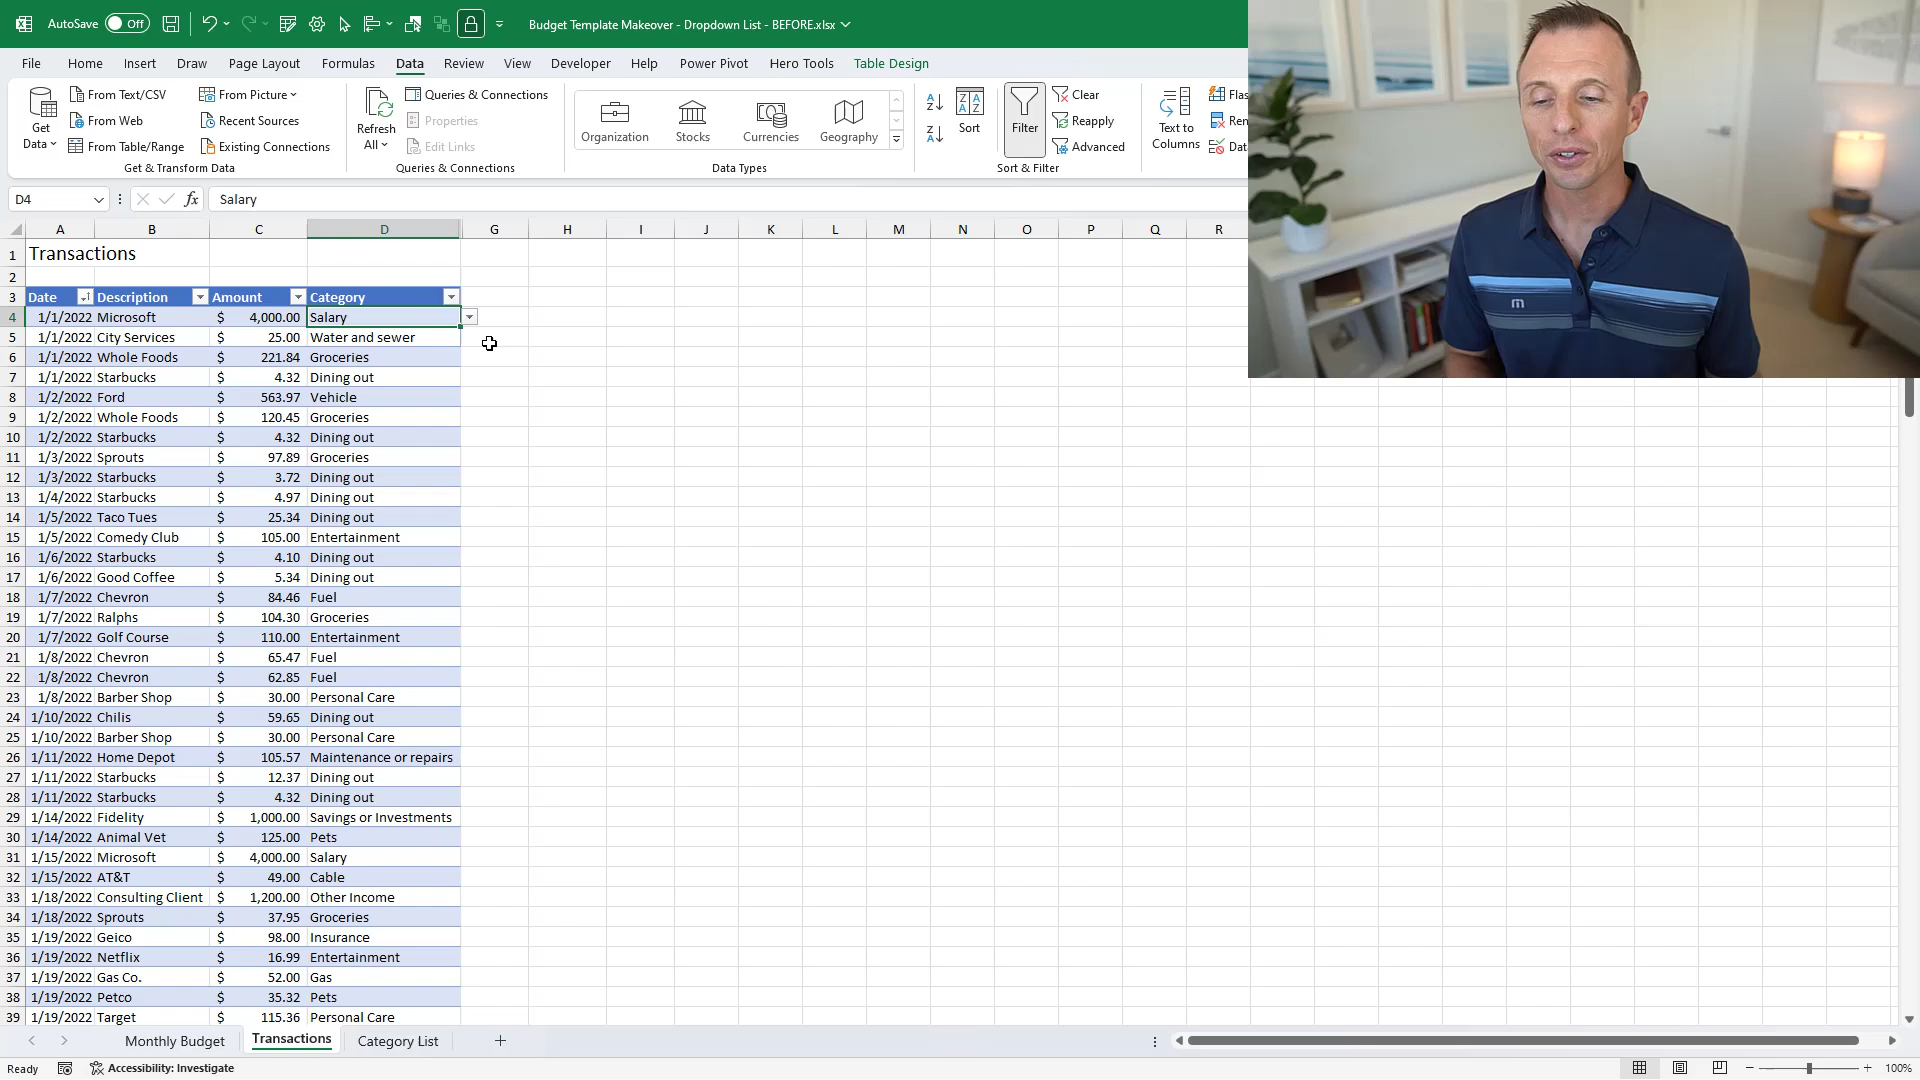 AutoSave Off
Budget Template Makeover - Dropdown List - BEFORE.xlsx
File Home Insert Draw Page Layout Formulas Data Review View Developer Help Power Pivot Hero Tools Table Design
Get Data
From Text/CSV
From Web
From Table/Range
From Picture
Recent Sources
Existing Connections
Get & Transform Data
Refresh All
Queries & Connections
Properties
Edit Links
Queries & Connections
Organization
Stocks
Currencies
Geography
Data Types
Sort
Filter
Clear
Reapply
Advanced
Sort & Filter
Text to Columns
Flas
Ren
Dat
D4
fx
Salary
A B C D G H I J K L M N O P Q R
1 Transactions
2
3 Date Description Amount Category
4 1/1/2022 Microsoft $ 4,000.00 Salary
5 1/1/2022 City Services $ 25.00 Water and sewer
6 1/1/2022 Whole Foods $ 221.84 Groceries
7 1/1/2022 Starbucks $ 4.32 Dining out
8 1/2/2022 Ford $ 563.97 Vehicle
9 1/2/2022 Whole Foods $ 120.45 Groceries
10 1/2/2022 Starbucks $ 4.32 Dining out
11 1/3/2022 Sprouts $ 97.89 Groceries
12 1/3/2022 Starbucks $ 3.72 Dining out
13 1/4/2022 Starbucks $ 4.97 Dining out
14 1/5/2022 Taco Tues $ 25.34 Dining out
15 1/5/2022 Comedy Club $ 105.00 Entertainment
16 1/6/2022 Starbucks $ 4.10 Dining out
17 1/6/2022 Good Coffee $ 5.34 Dining out
18 1/7/2022 Chevron $ 84.46 Fuel
19 1/7/2022 Ralphs $ 104.30 Groceries
20 1/7/2022 Golf Course $ 110.00 Entertainment
21 1/8/2022 Chevron $ 65.47 Fuel
22 1/8/2022 Chevron $ 62.85 Fuel
23 1/8/2022 Barber Shop $ 30.00 Personal Care
24 1/10/2022 Chilis $ 59.65 Dining out
25 1/10/2022 Barber Shop $ 30.00 Personal Care
26 1/11/2022 Home Depot $ 105.57 Maintenance or repairs
27 1/11/2022 Starbucks $ 12.37 Dining out
28 1/11/2022 Starbucks $ 4.32 Dining out
29 1/14/2022 Fidelity $ 1,000.00 Savings or Investments
30 1/14/2022 Animal Vet $ 125.00 Pets
31 1/15/2022 Microsoft $ 4,000.00 Salary
32 1/15/2022 AT&T $ 49.00 Cable
33 1/18/2022 Consulting Client $ 1,200.00 Other Income
34 1/18/2022 Sprouts $ 37.95 Groceries
35 1/19/2022 Geico $ 98.00 Insurance
36 1/19/2022 Netflix $ 16.99 Entertainment
37 1/19/2022 Gas Co. $ 52.00 Gas
38 1/19/2022 Petco $ 35.32 Pets
39 1/19/2022 Target $ 115.36 Personal Care
Monthly Budget Transactions Category List
Ready Accessibility: Investigate 100%